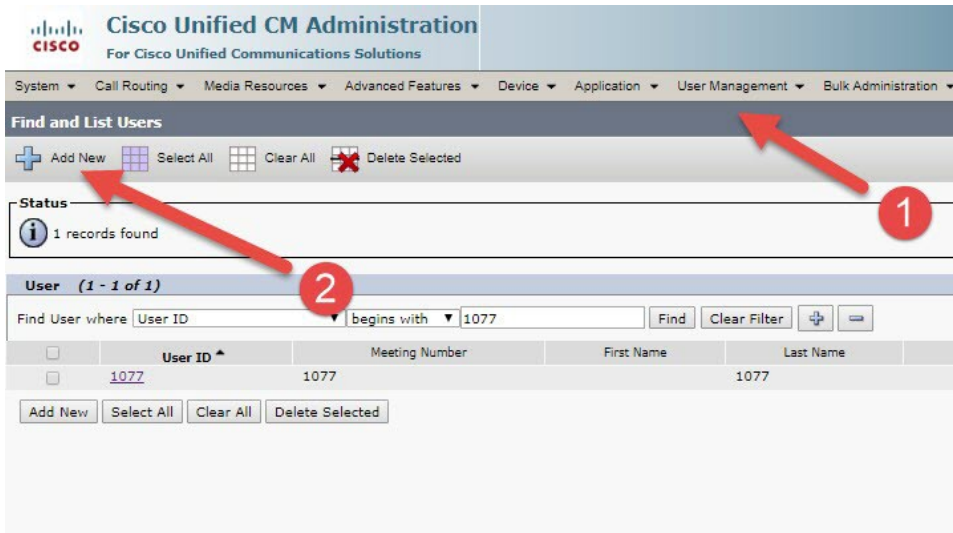 Cisco Unified CM Administration
CISCO
For Cisco Unified Communications Solutions
System Call Routing Media Resources Advanced Features Device Application User Management Bulk Administration
Find and List Users
Add New Select All Clear All Delete Selected
1
Status
i 1 records found
2
User (1 - 1 of 1)
Find User where User ID begins with 1077 Find Clear Filter
User ID Meeting Number First Name Last Name
1077 1077 1077
Add New Select All Clear All Delete Selected